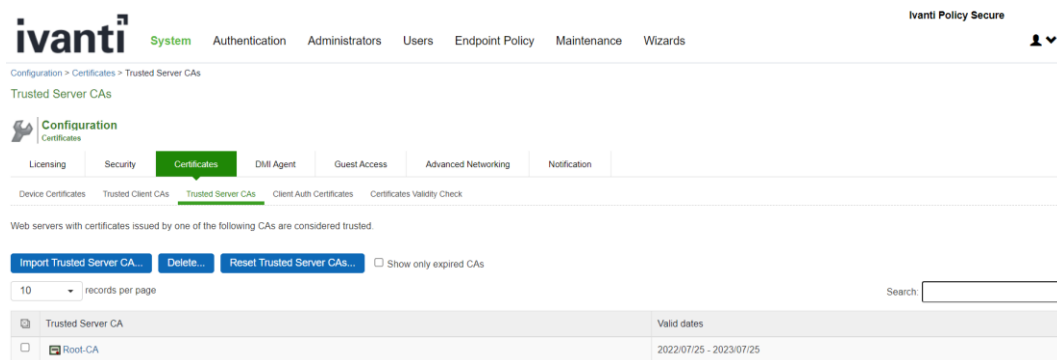 Ivanti Policy Secure
ivanti
System Authentication Administrators Users Endpoint Policy Maintenance Wizards
Configuration > Certificates > Trusted Server CAs
Trusted Server CAs
Configuration
Certificates
Licensing Security Certificates DMI Agent Guest Access Advanced Networking Notification
Device Certificates Trusted Client CAs Trusted Server CAs Client Auth Certificates Certificates Validity Check
Web servers with certificates issued by one of the following CAs are considered trusted.
Import Trusted Server CA... Delete... Reset Trusted Server CAs... Show only expired CAs
10 records per page Search:
Trusted Server CA Valid dates
Root-CA 2022/07/25 - 2023/07/25